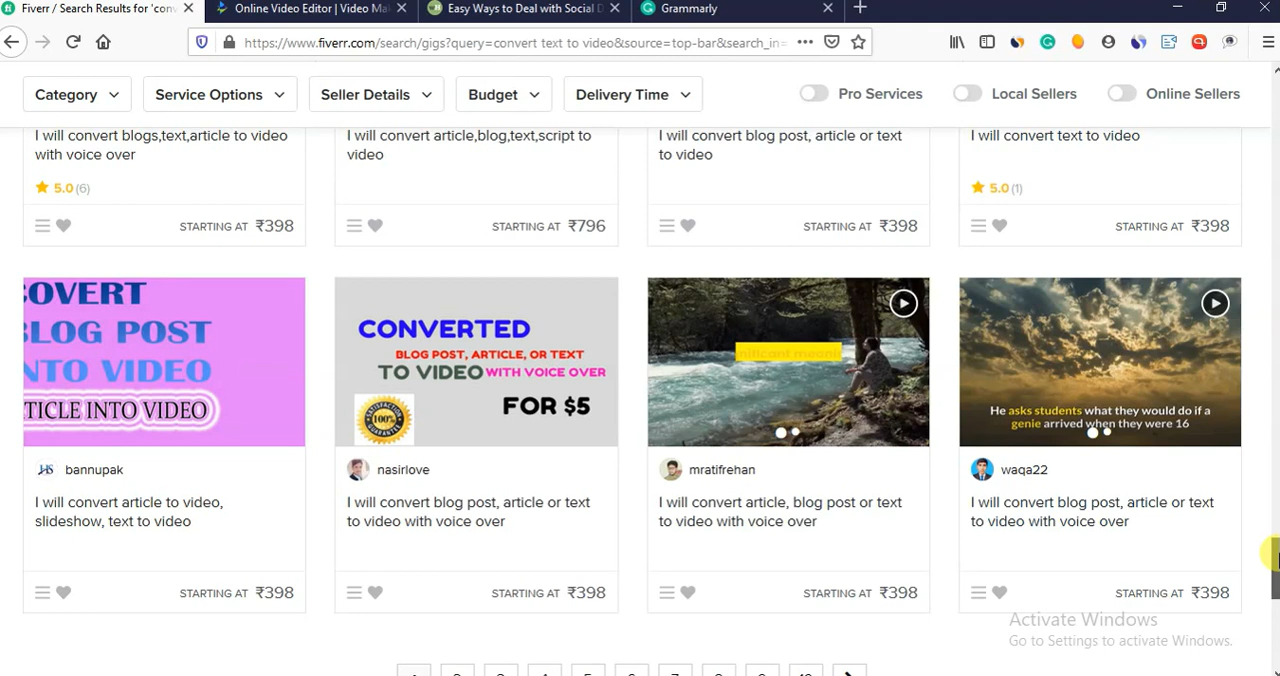 Fiverr / Search Results for 'con
Online Video Editor | Video Ma
Easy Ways to Deal with Social D
Grammarly
https://www.fiverr.com/search/gigs?query=convert text to video&source=top-bar&search_in=
Category
Service Options
Seller Details
Budget
Delivery Time
Pro Services
Local Sellers
Online Sellers
I will convert blogs,text,article to video
with voice over
5.0 (6)
STARTING AT ₹398
I will convert article,blog,text,script to
video
STARTING AT ₹796
I will convert blog post, article or text
to video
STARTING AT ₹398
I will convert text to video
5.0 (1)
STARTING AT ₹398
COVERT
BLOG POST
NTO VIDEO
TICLE INTO VIDEO
bannupak
I will convert article to video,
slideshow, text to video
STARTING AT ₹398
CONVERTED
BLOG POST, ARTICLE, OR TEXT
TO VIDEO WITH VOICE OVER
FOR $5
100%
nasirlove
I will convert blog post, article or text
to video with voice over
STARTING AT ₹398
mratifrehan
I will convert article, blog post or text
to video with voice over
STARTING AT ₹398
He asks students what they would do if a
genie arrived when they were 16
waqa22
I will convert blog post, article or text
to video with voice over
STARTING AT ₹398
Activate Windows
Go to Settings to activate Windows.